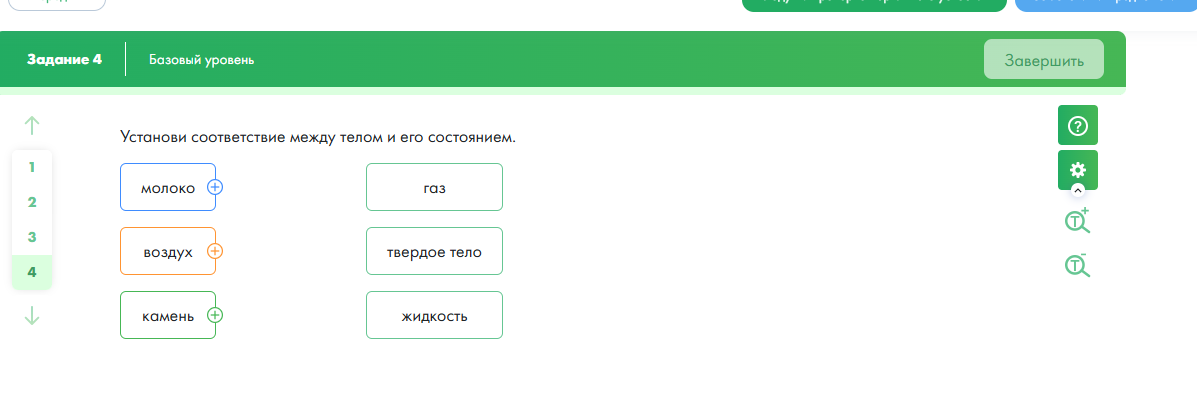 Задание 4
Базовый уровень
Завершить
Установи соответствие между телом и его состоянием.
1
2
3
4
молоко
газ
воздух
твердое тело
камень
жидкость